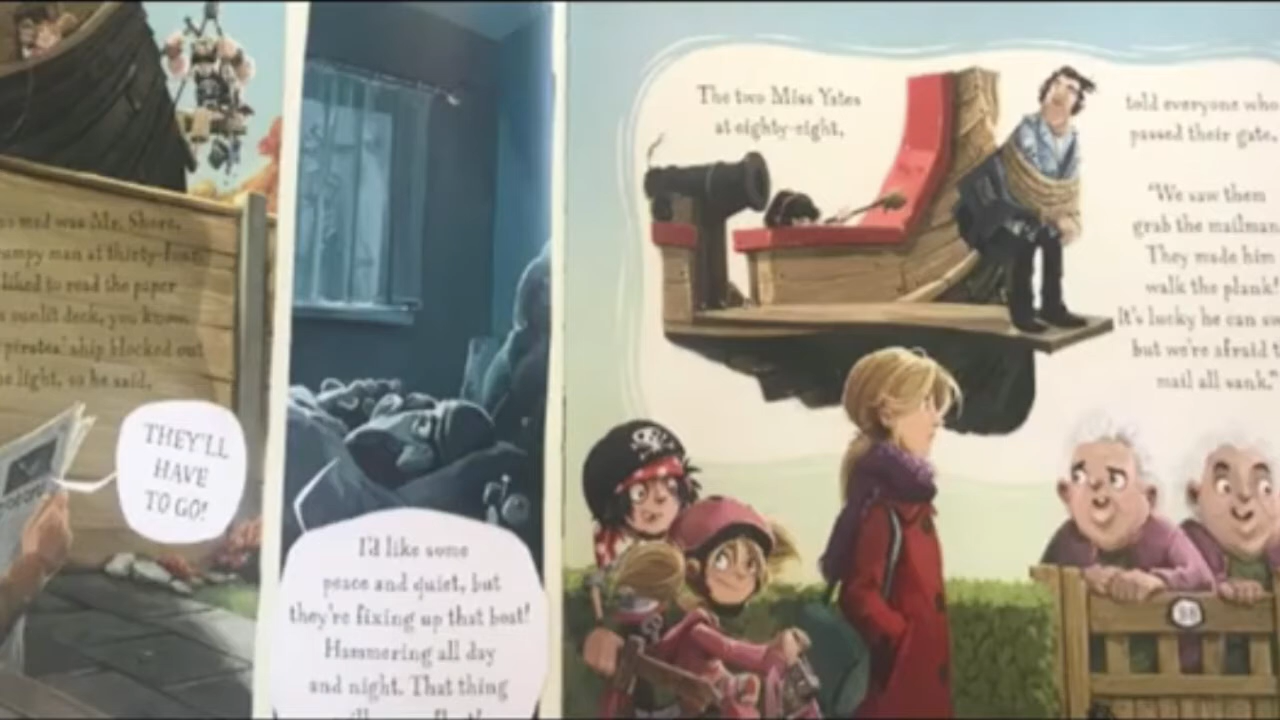 mad was Mr. Short,
man at thirty-four.
liked to read the paper
sunlit deck, you know.
pirates' ship blocked out
light, so he said.
THEY'LL
HAVE
TO GO!
I'd like some
peace and quiet, but
they're fixing up that boat!
Hammering all day
and night. That thing
The two Miss Yates
at eighty-eight,
told everyone who
passed their gate,
"We saw them
grab the mailman.
They made him
walk the plank!
It's lucky he can
but we're afraid
mail all sank."
88